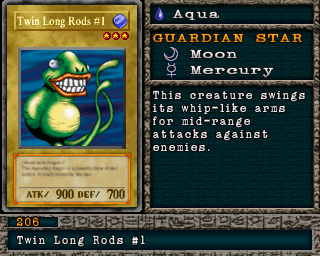 Twin Long Rods #1
ATK/ 900 DEF/ 700
Aqua
GUARDIAN STAR
Moon
Mercury
This creature swings
its whip-like arms
for mid-range
attacks against
enemies.
206
Twin Long Rods #1